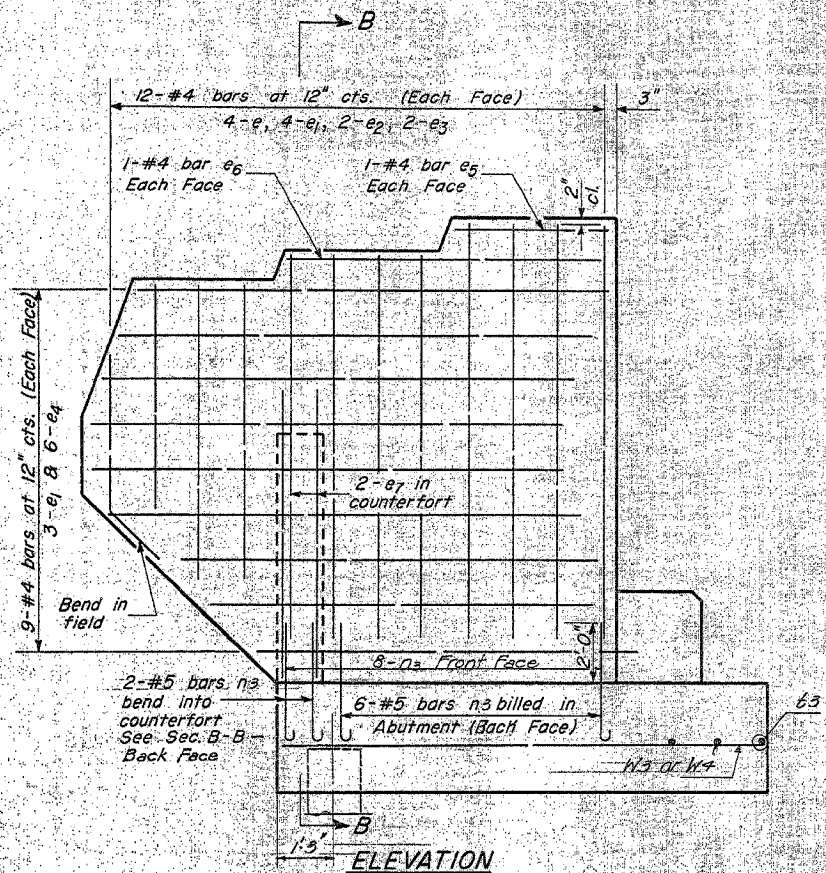 B
12-#4 bars at 12" cts. (Each Face)
4-e, 4-e1, 2-e2, 2-e3
3"
1-#4 bar e6
Each Face
1-#4 bar e5
Each Face
2"
cl.
9-#4 bars at 12" cts. (Each Face)
3-e1 & 6-e4
2-e7 in
counterfort
Bend in
field
8-n3 Front Face
2'-0"
2-#5 bars n3
bend into
counterfort
See Sec. B-B
Back Face
6-#5 bars n3 billed in
Abutment (Back Face)
63
W3 or W4
B
1'3"
ELEVATION